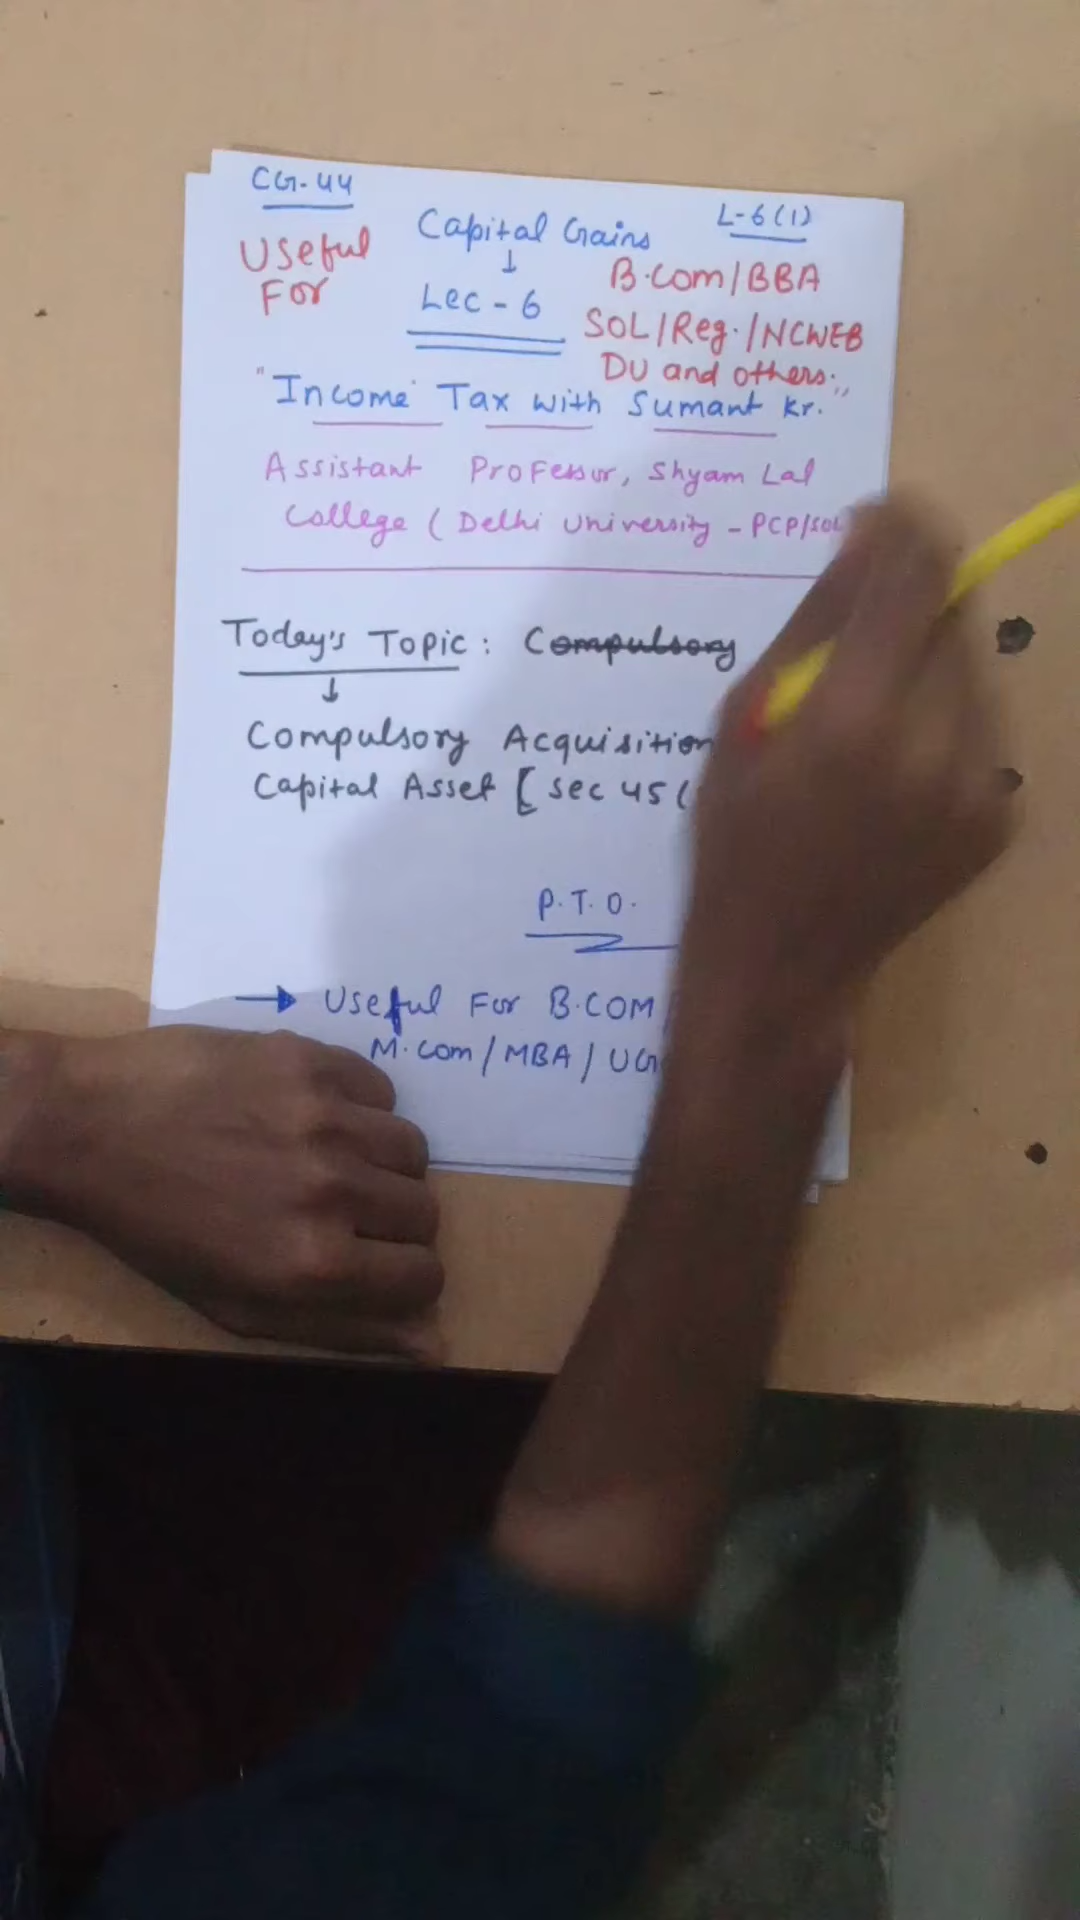 CG-44
L-6(1)
Capital Gains
↓
Lec-6
Useful
For
B.Com/BBA
SOL/Reg./NCWEB
DU and others.
"Income Tax with Sumant Kr."
Assistant Professor, Shyam Lal
College (Delhi University - PCP/SOL
Today's Topic: Compulsory
↓
Compulsory Acquisition
Capital Asset [sec 45(
P.T.O.
→ Useful For B.COM
M.Com/MBA/UG